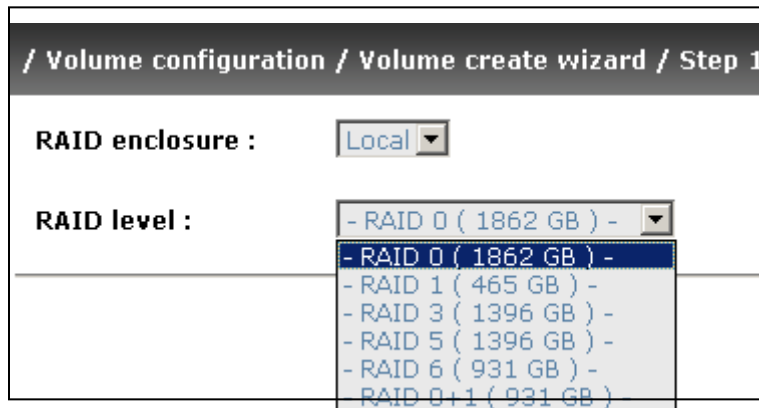 / Volume configuration / Volume create wizard / Step 1
RAID enclosure : Local
RAID level : - RAID 0 ( 1862 GB ) -
- RAID 0 ( 1862 GB ) -
- RAID 1 ( 465 GB ) -
- RAID 3 ( 1396 GB ) -
- RAID 5 ( 1396 GB ) -
- RAID 6 ( 931 GB ) -
- RAID 0+1 ( 931 GB ) -